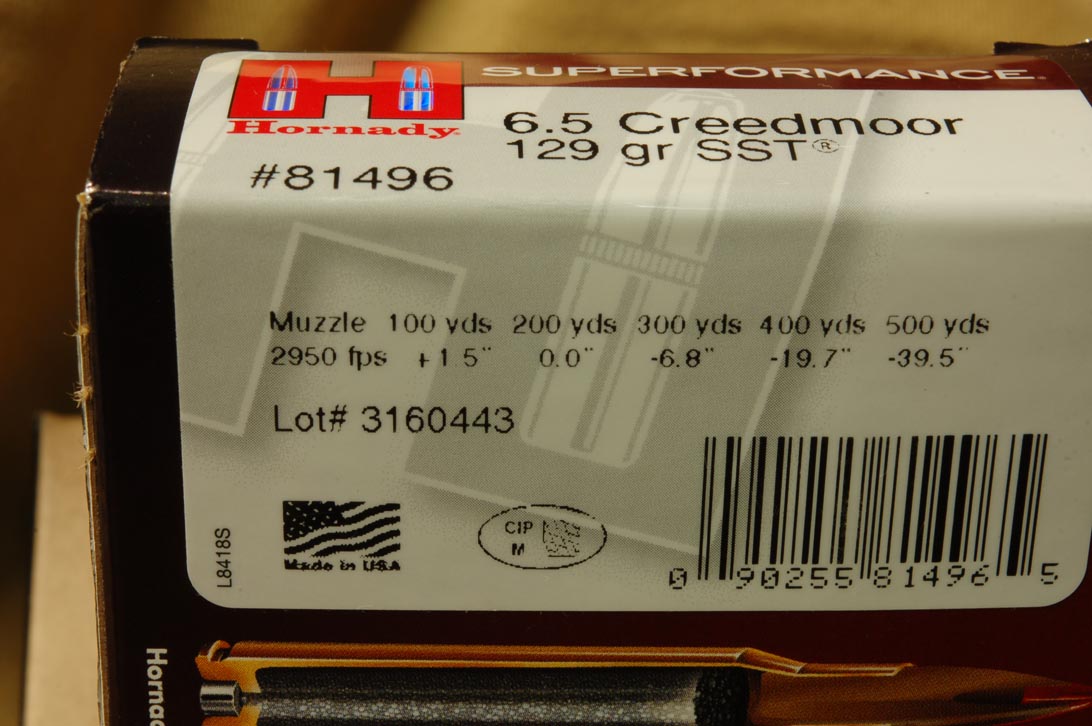 SUPERFORMANCE
Hornady
6.5 Creedmoor
129 gr SST®
#81496
Muzzle 100 yds 200 yds 300 yds 400 yds 500 yds
2950 fps +1.5" 0.0" -6.8" -19.7" -39.5"
Lot# 3160443
L8418S
Made in USA
CIP
M
0 90255 81496 5